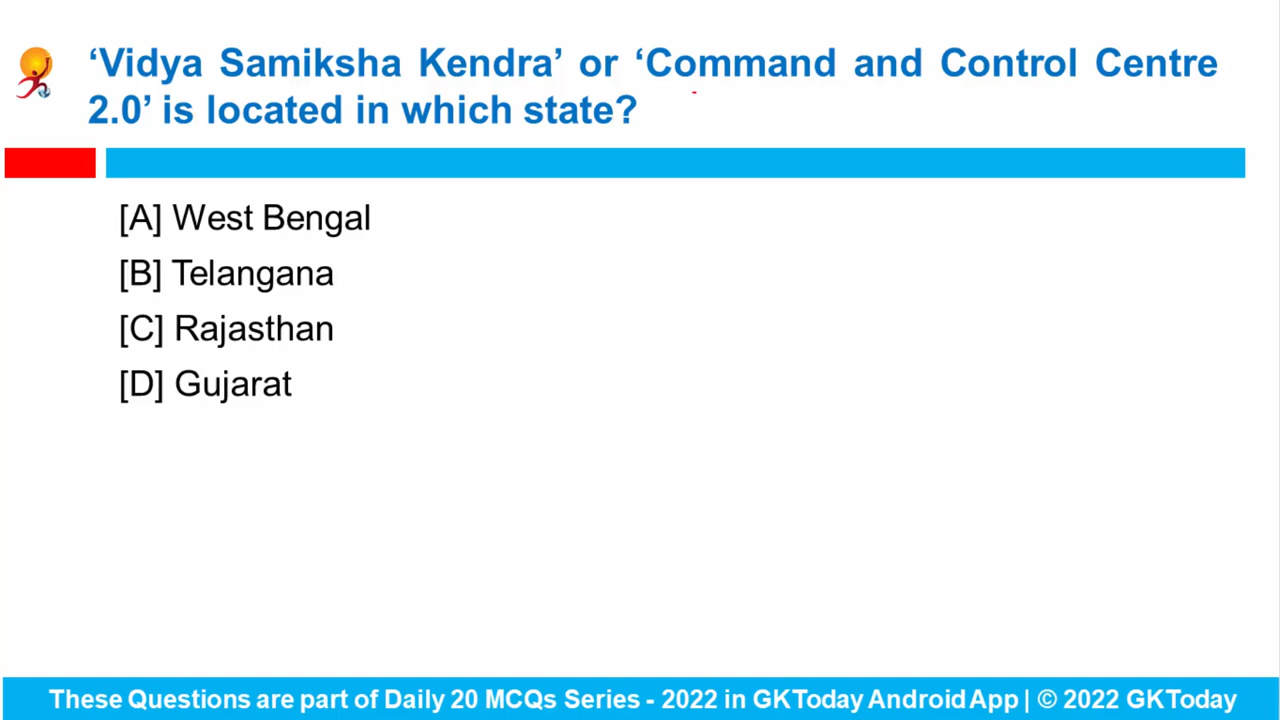 ‘Vidya Samiksha Kendra’ or ‘Command and Control Centre
2.0’ is located in which state?
[A] West Bengal
[B] Telangana
[C] Rajasthan
[D] Gujarat
These Questions are part of Daily 20 MCQs Series - 2022 in GKToday Android App | © 2022 GKToday